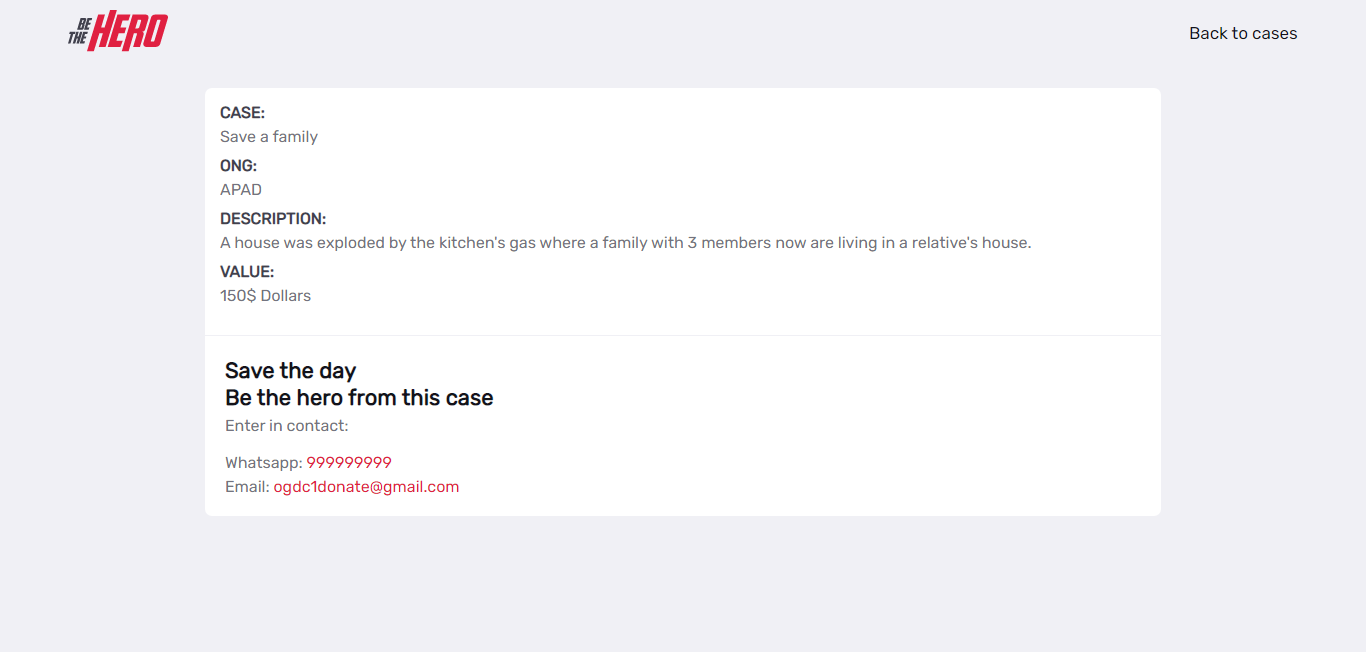 BE
THE HERO
Back to cases
CASE:
Save a family
ONG:
APAD
DESCRIPTION:
A house was exploded by the kitchen's gas where a family with 3 members now are living in a relative's house.
VALUE:
150$ Dollars
Save the day
Be the hero from this case
Enter in contact:
Whatsapp: 999999999
Email: ogdc1donate@gmail.com